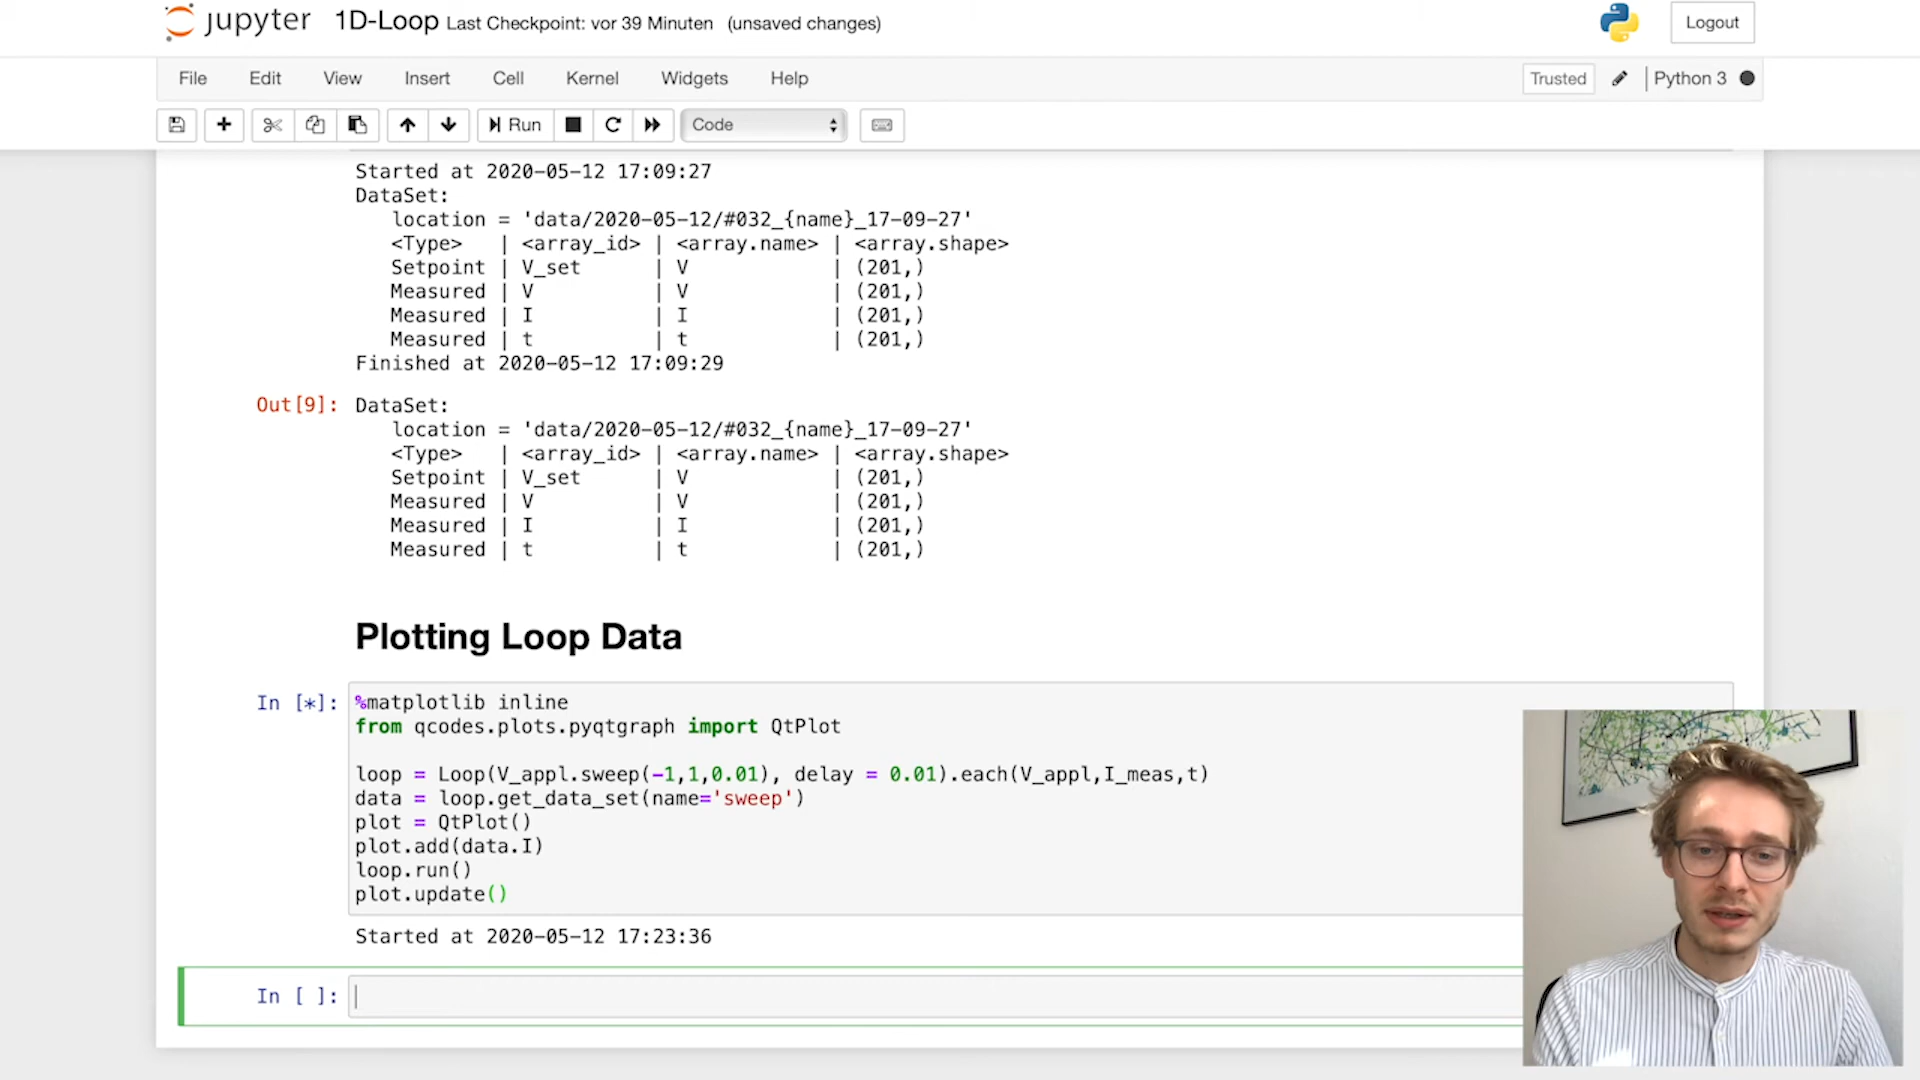 jupyter 1D-Loop Last Checkpoint: vor 39 Minuten (unsaved changes) Logout
File Edit View Insert Cell Kernel Widgets Help Trusted Python 3
Run Code
Started at 2020-05-12 17:09:27
DataSet:
location = 'data/2020-05-12/#032_{name}_17-09-27'
<Type> | <array_id> | <array.name> | <array.shape>
Setpoint | V_set | V | (201,)
Measured | V | V | (201,)
Measured | I | I | (201,)
Measured | t | t | (201,)
Finished at 2020-05-12 17:09:29
Out[9]: DataSet:
location = 'data/2020-05-12/#032_{name}_17-09-27'
<Type> | <array_id> | <array.name> | <array.shape>
Setpoint | V_set | V | (201,)
Measured | V | V | (201,)
Measured | I | I | (201,)
Measured | t | t | (201,)
Plotting Loop Data
In [*]: %matplotlib inline
from qcodes.plots.pyqtgraph import QtPlot
loop = Loop(V_appl.sweep(-1,1,0.01), delay = 0.01).each(V_appl,I_meas,t)
data = loop.get_data_set(name='sweep')
plot = QtPlot()
plot.add(data.I)
loop.run()
plot.update()
Started at 2020-05-12 17:23:36
In [ ]: